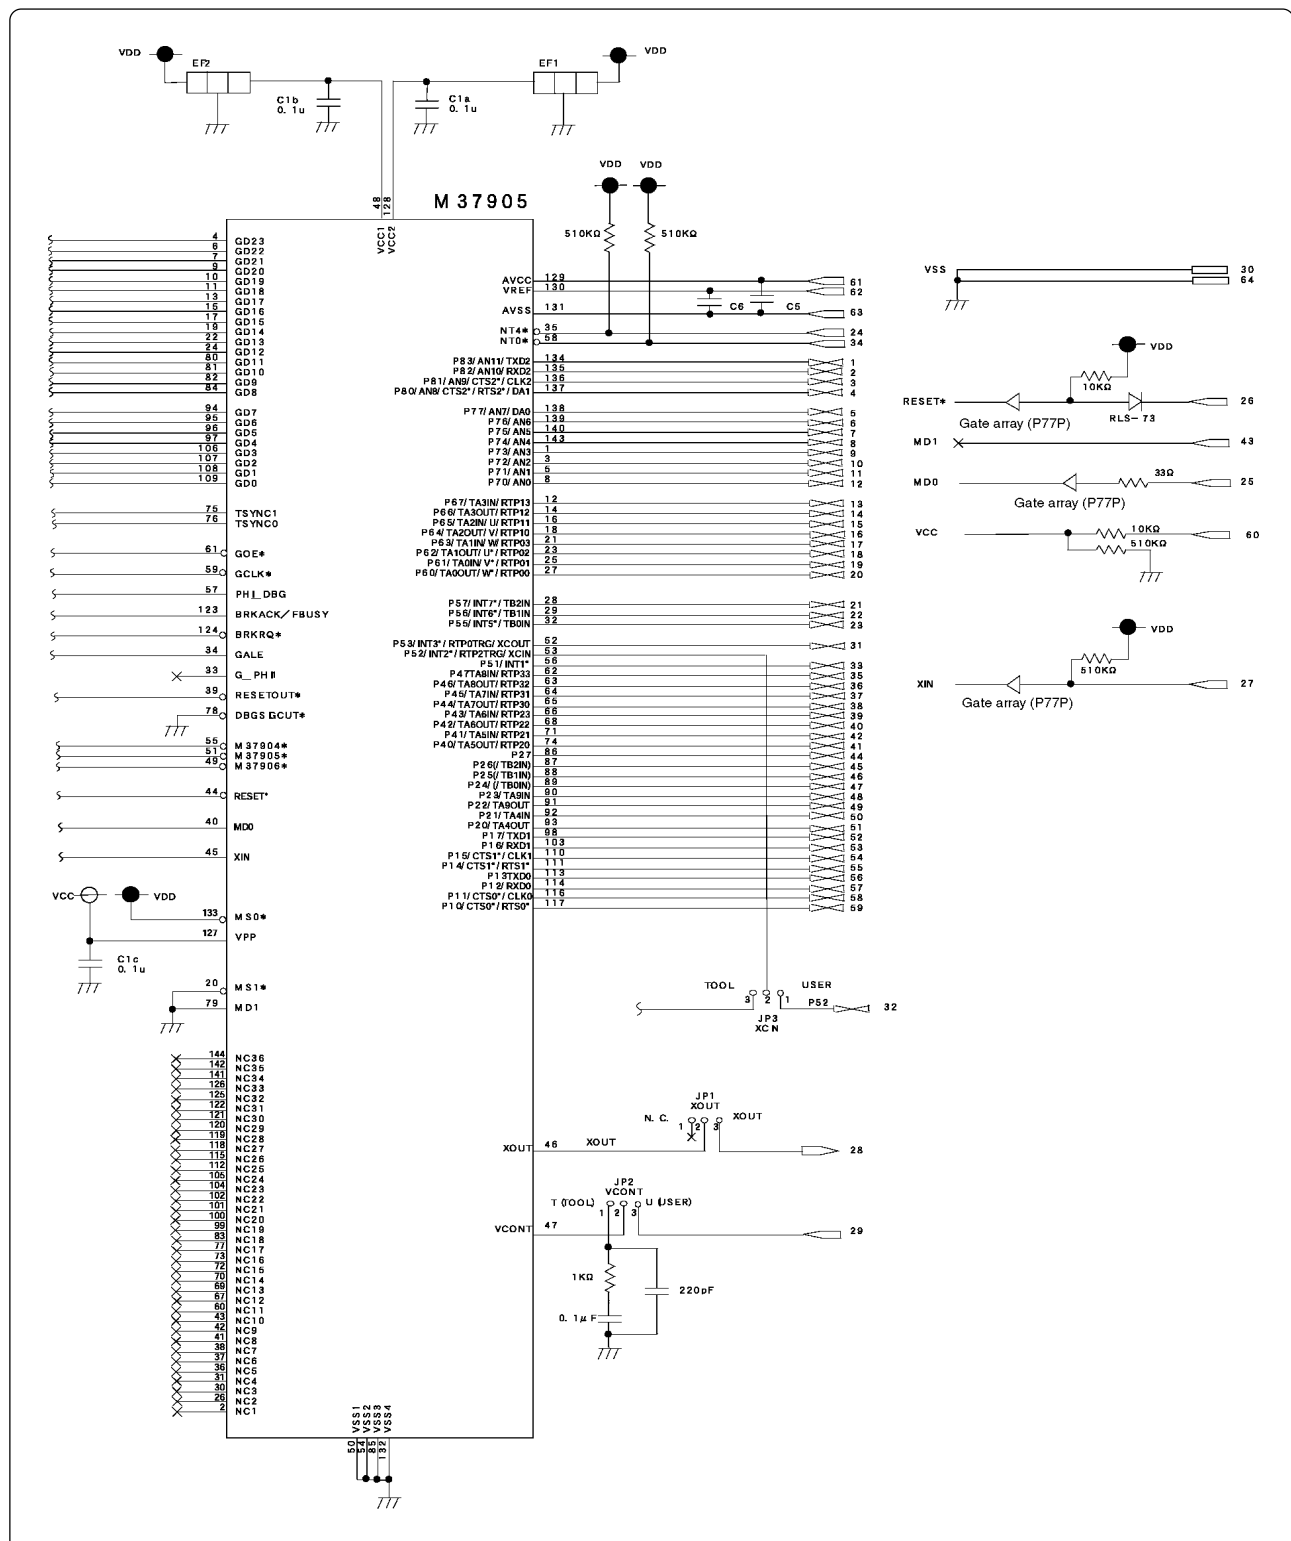 VDD EF2 EF1 VDD
C1b 0.1u
C1a 0.1u
VDD VDD
48 128
M37905
VCC1 VCC2
510KΩ 510KΩ
4 GD23
6 GD22
7 GD21
9 GD20
10 GD19
11 GD18
13 GD17
15 GD16
17 GD15
19 GD14
22 GD13
24 GD12
80 GD11
81 GD10
82 GD9
84 GD8
94 GD7
95 GD6
96 GD5
97 GD4
106 GD3
107 GD2
108 GD1
109 GD0
75 TSYNC1
76 TSYNC0
61 GOE*
59 GCLK*
57 PHI_DBG
123 BRKACK/FBUSY
124 BRKRQ*
34 GALE
33 G_PHI1
39 RESETOUT*
78 DBGSIGCUT*
55 M37904*
51 M37905*
49 M37906*
44 RESET*
40 MD0
45 XIN
VCC VDD
133 MS0*
127 VPP
C1c
0.1u
20 MS1*
79 MD1
144 NC36
142 NC35
141 NC34
126 NC33
125 NC32
122 NC31
121 NC30
120 NC29
119 NC28
118 NC27
115 NC26
112 NC25
105 NC24
104 NC23
102 NC22
101 NC21
100 NC20
99 NC19
83 NC18
77 NC17
73 NC16
72 NC15
70 NC14
69 NC13
67 NC12
60 NC11
43 NC10
42 NC9
41 NC8
38 NC7
37 NC6
36 NC5
31 NC4
30 NC3
26 NC2
2 NC1
VSS1 VSS2 VSS3 VSS4
50 54 85 132
AVCC 129 61
VREF 130 62
C6 C5
AVSS 131 63
NT4* 35 24
NT0* 58 34
P83/AN11/TXD2 134 1
P82/AN10/RXD2 135 2
P81/AN9/CTS2*/CLK2 136 3
P80/AN8/CTS2*/RTS2*/DA1 137 4
P77/AN7/DA0 138 5
P76/AN6 139 6
P75/AN5 140 7
P74/AN4 143 8
P73/AN3 1 9
P72/AN2 3 10
P71/AN1 5 11
P70/AN0 8 12
P67/TA3IN/RTP13 12 13
P66/TA3OUT/RTP12 14 14
P65/TA2IN/U/RTP11 16 15
P64/TA2OUT/V/RTP10 18 16
P63/TA1IN/W/RTP03 21 17
P62/TA1OUT/U*/RTP02 23 18
P61/TA0IN/V*/RTP01 25 19
P60/TA0OUT/W*/RTP00 27 20
P57/INT7*/TB2IN 28 21
P56/INT6*/TB1IN 29 22
P55/INT5*/TB0IN 32 23
P53/INT3*/RTP0TRG/XCOUT 52 31
P52/INT2*/RTP2TRG/XCIN 53
P51/INT1* 56 33
P47TA8IN/RTP33 62 35
P46/TA8OUT/RTP32 63 36
P45/TA7IN/RTP31 64 37
P44/TA7OUT/RTP30 65 38
P43/TA6IN/RTP23 66 39
P42/TA6OUT/RTP22 68 40
P41/TA5IN/RTP21 71 42
P40/TA5OUT/RTP20 74 41
P27 86 44
P26(/TB2IN) 87 45
P25(/TB1IN) 88 46
P24/(/TB0IN) 89 47
P23/TA9IN 90 48
P22/TA9OUT 91 49
P21/TA4IN 92 50
P20/TA4OUT 93 51
P17/TXD1 98 52
P16/RXD1 103 53
P15/CTS1*/CLK1 110 54
P14/CTS1*/RTS1* 111 55
P13TXD0 113 56
P12/RXD0 114 57
P11/CTS0*/CLK0 116 58
P10/CTS0*/RTS0* 117 59
TOOL USER
3 2 1 P52 32
JP3
XCIN
JP1
XOUT
N.C. 1 2 3 XOUT
XOUT 46 XOUT 28
JP2
VCONT
T (TOOL) U (USER)
1 2 3
VCONT 47 29
1KΩ
220pF
0.1μF
VSS 30
64
VDD
10KΩ
RESET* 26
RLS-73
Gate array (P77P)
MD1 43
33Ω
MD0 25
Gate array (P77P)
10KΩ
VCC 60
510KΩ
VDD
510KΩ
XIN 27
Gate array (P77P)